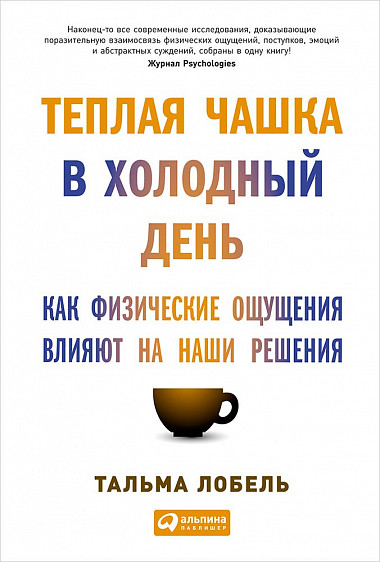 Наконец-то все современные исследования, доказывающие
поразительную взаимосвязь физических ощущений, поступков, эмоций
и абстрактных суждений, собраны в одну книгу!
Журнал Psychologies
ТЕПЛАЯ ЧАШКА
В ХОЛОДНЫЙ
ДЕНЬ
КАК ФИЗИЧЕСКИЕ ОЩУЩЕНИЯ
ВЛИЯЮТ НА НАШИ РЕШЕНИЯ
ТАЛЬМА ЛОБЕЛЬ
альпина
ПАБЛИШЕР